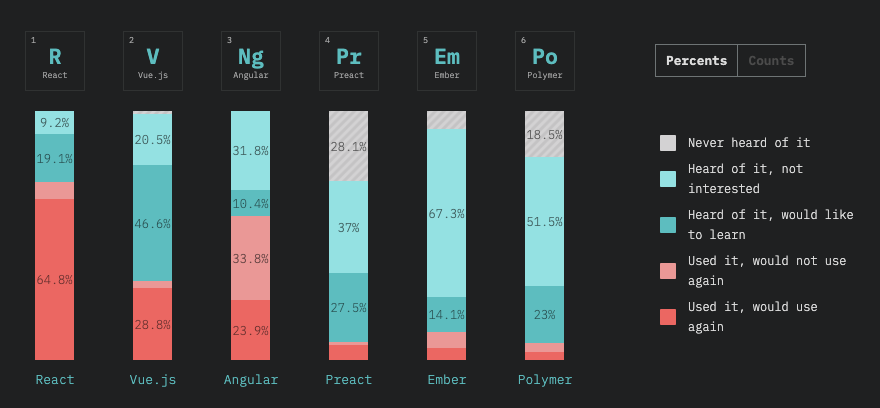 1
R
React
2
V
Vue.js
3
Ng
Angular
4
Pr
Preact
5
Em
Ember
6
Po
Polymer
Percents
Counts
9.2%
19.1%
64.8%
20.5%
46.6%
28.8%
31.8%
10.4%
33.8%
23.9%
28.1%
37%
27.5%
67.3%
14.1%
18.5%
51.5%
23%
React
Vue.js
Angular
Preact
Ember
Polymer
Never heard of it
Heard of it, not
interested
Heard of it, would like
to learn
Used it, would not use
again
Used it, would use
again